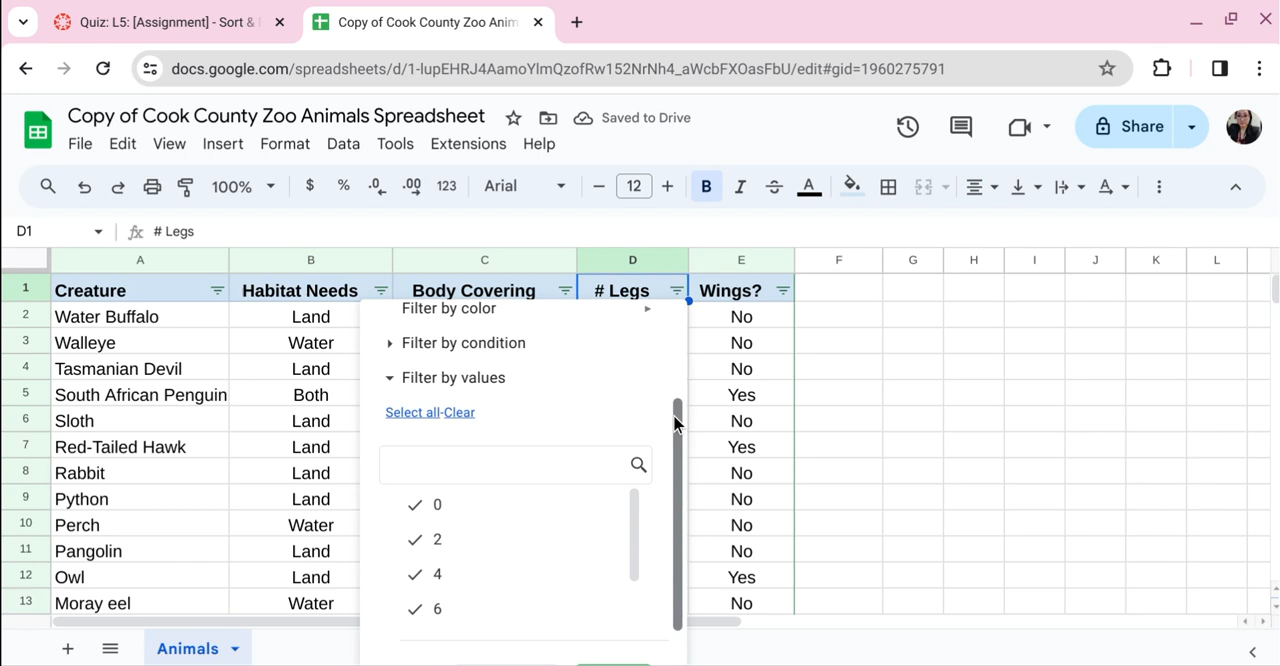 Quiz: L5: [Assignment] - Sort &
Copy of Cook County Zoo Anim
docs.google.com/spreadsheets/d/1-lupEHRJ4AamoYlmQzofRw152NrNh4_aWcbFXOasFbU/edit#gid=1960275791
Copy of Cook County Zoo Animals Spreadsheet
Saved to Drive
Share
File Edit View Insert Format Data Tools Extensions Help
100% $ % .0 .00 123 Arial 12 B I A A
D1 fx # Legs
A B C D E F G H I J K L
1 Creature Habitat Needs Body Covering # Legs Wings?
2 Water Buffalo Land No
3 Walleye Water No
4 Tasmanian Devil Land No
5 South African Penguin Both Yes
6 Sloth Land No
7 Red-Tailed Hawk Land Yes
8 Rabbit Land No
9 Python Land No
10 Perch Water No
11 Pangolin Land No
12 Owl Land Yes
13 Moray eel Water No
Filter by color
Filter by condition
Filter by values
Select all-Clear
0
2
4
6
Animals